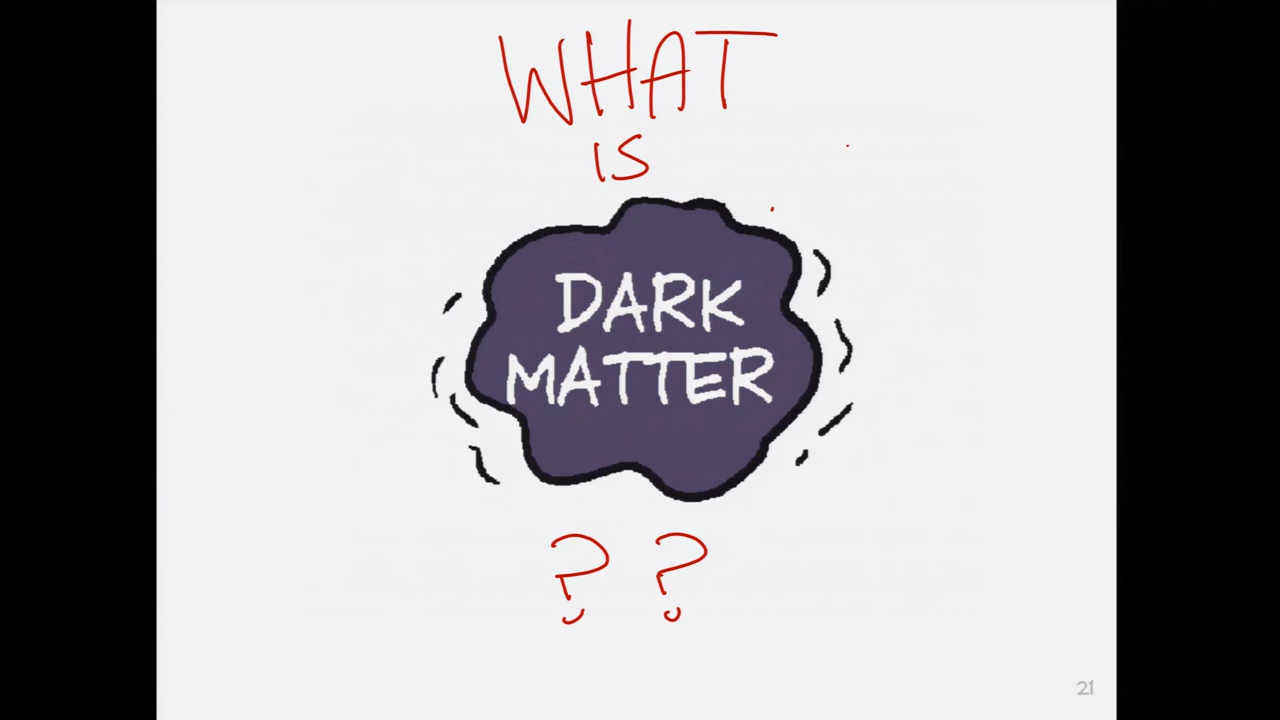 WHAT
IS
DARK
MATTER
? ?
21